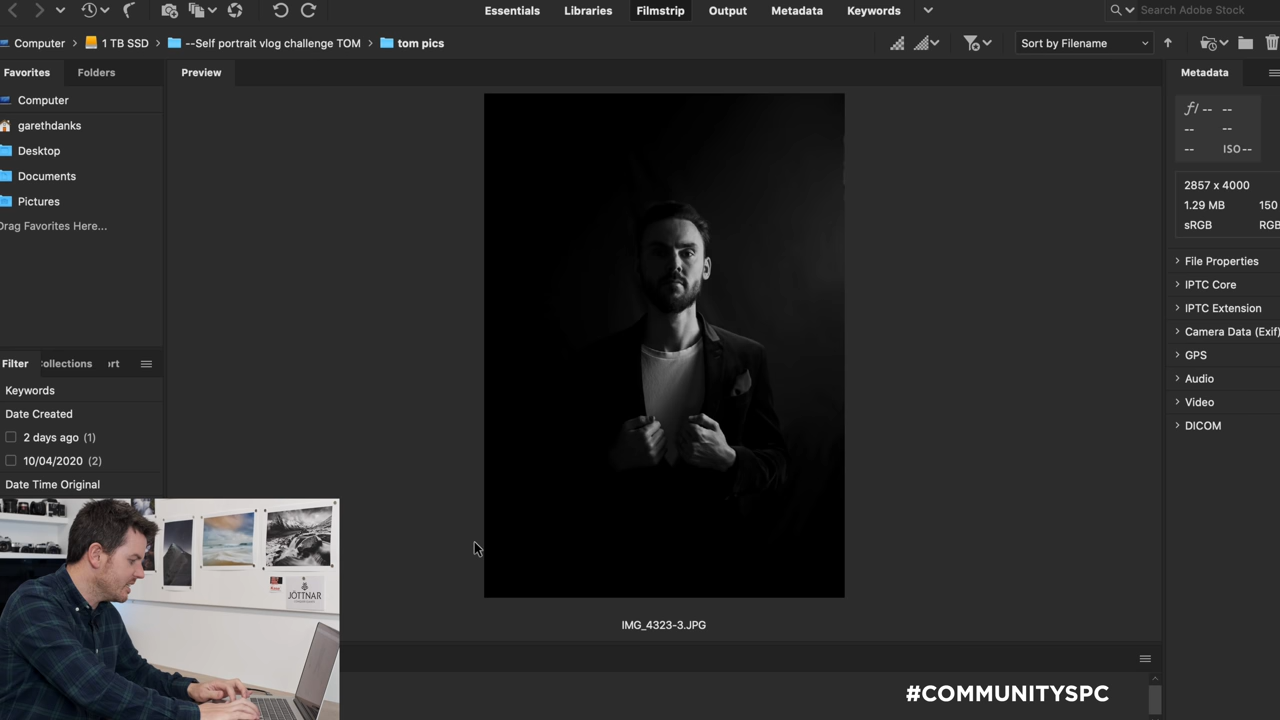 Essentials Libraries Filmstrip Output Metadata Keywords
Search Adobe Stock
Computer 1 TB SSD --Self portrait vlog challenge TOM tom pics
Sort by Filename
Favorites Folders
Computer
garethdanks
Desktop
Documents
Pictures
Drag Favorites Here...
Filter ollections rt
Keywords
Date Created
2 days ago (1)
10/04/2020 (2)
Date Time Original
Preview
IMG_4323-3.JPG
Metadata
ƒ/ -- --
-- --
-- ISO --
2857 x 4000
1.29 MB 150
sRGB RGB
File Properties
IPTC Core
IPTC Extension
Camera Data (Exif)
GPS
Audio
Video
DICOM
JÖTTNAR
#COMMUNITYSPC